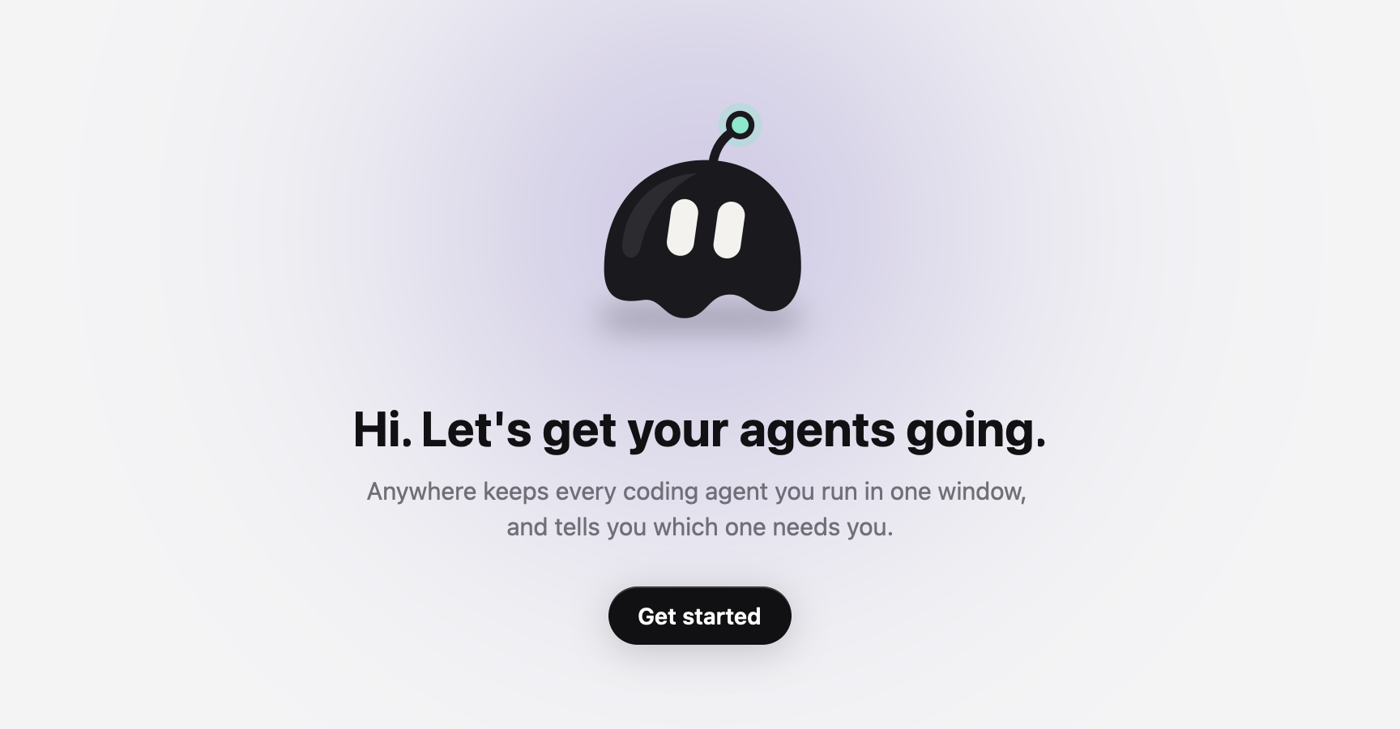 Hi. Let's get your agents going.
Anywhere keeps every coding agent you run in one window,
and tells you which one needs you.
Get started